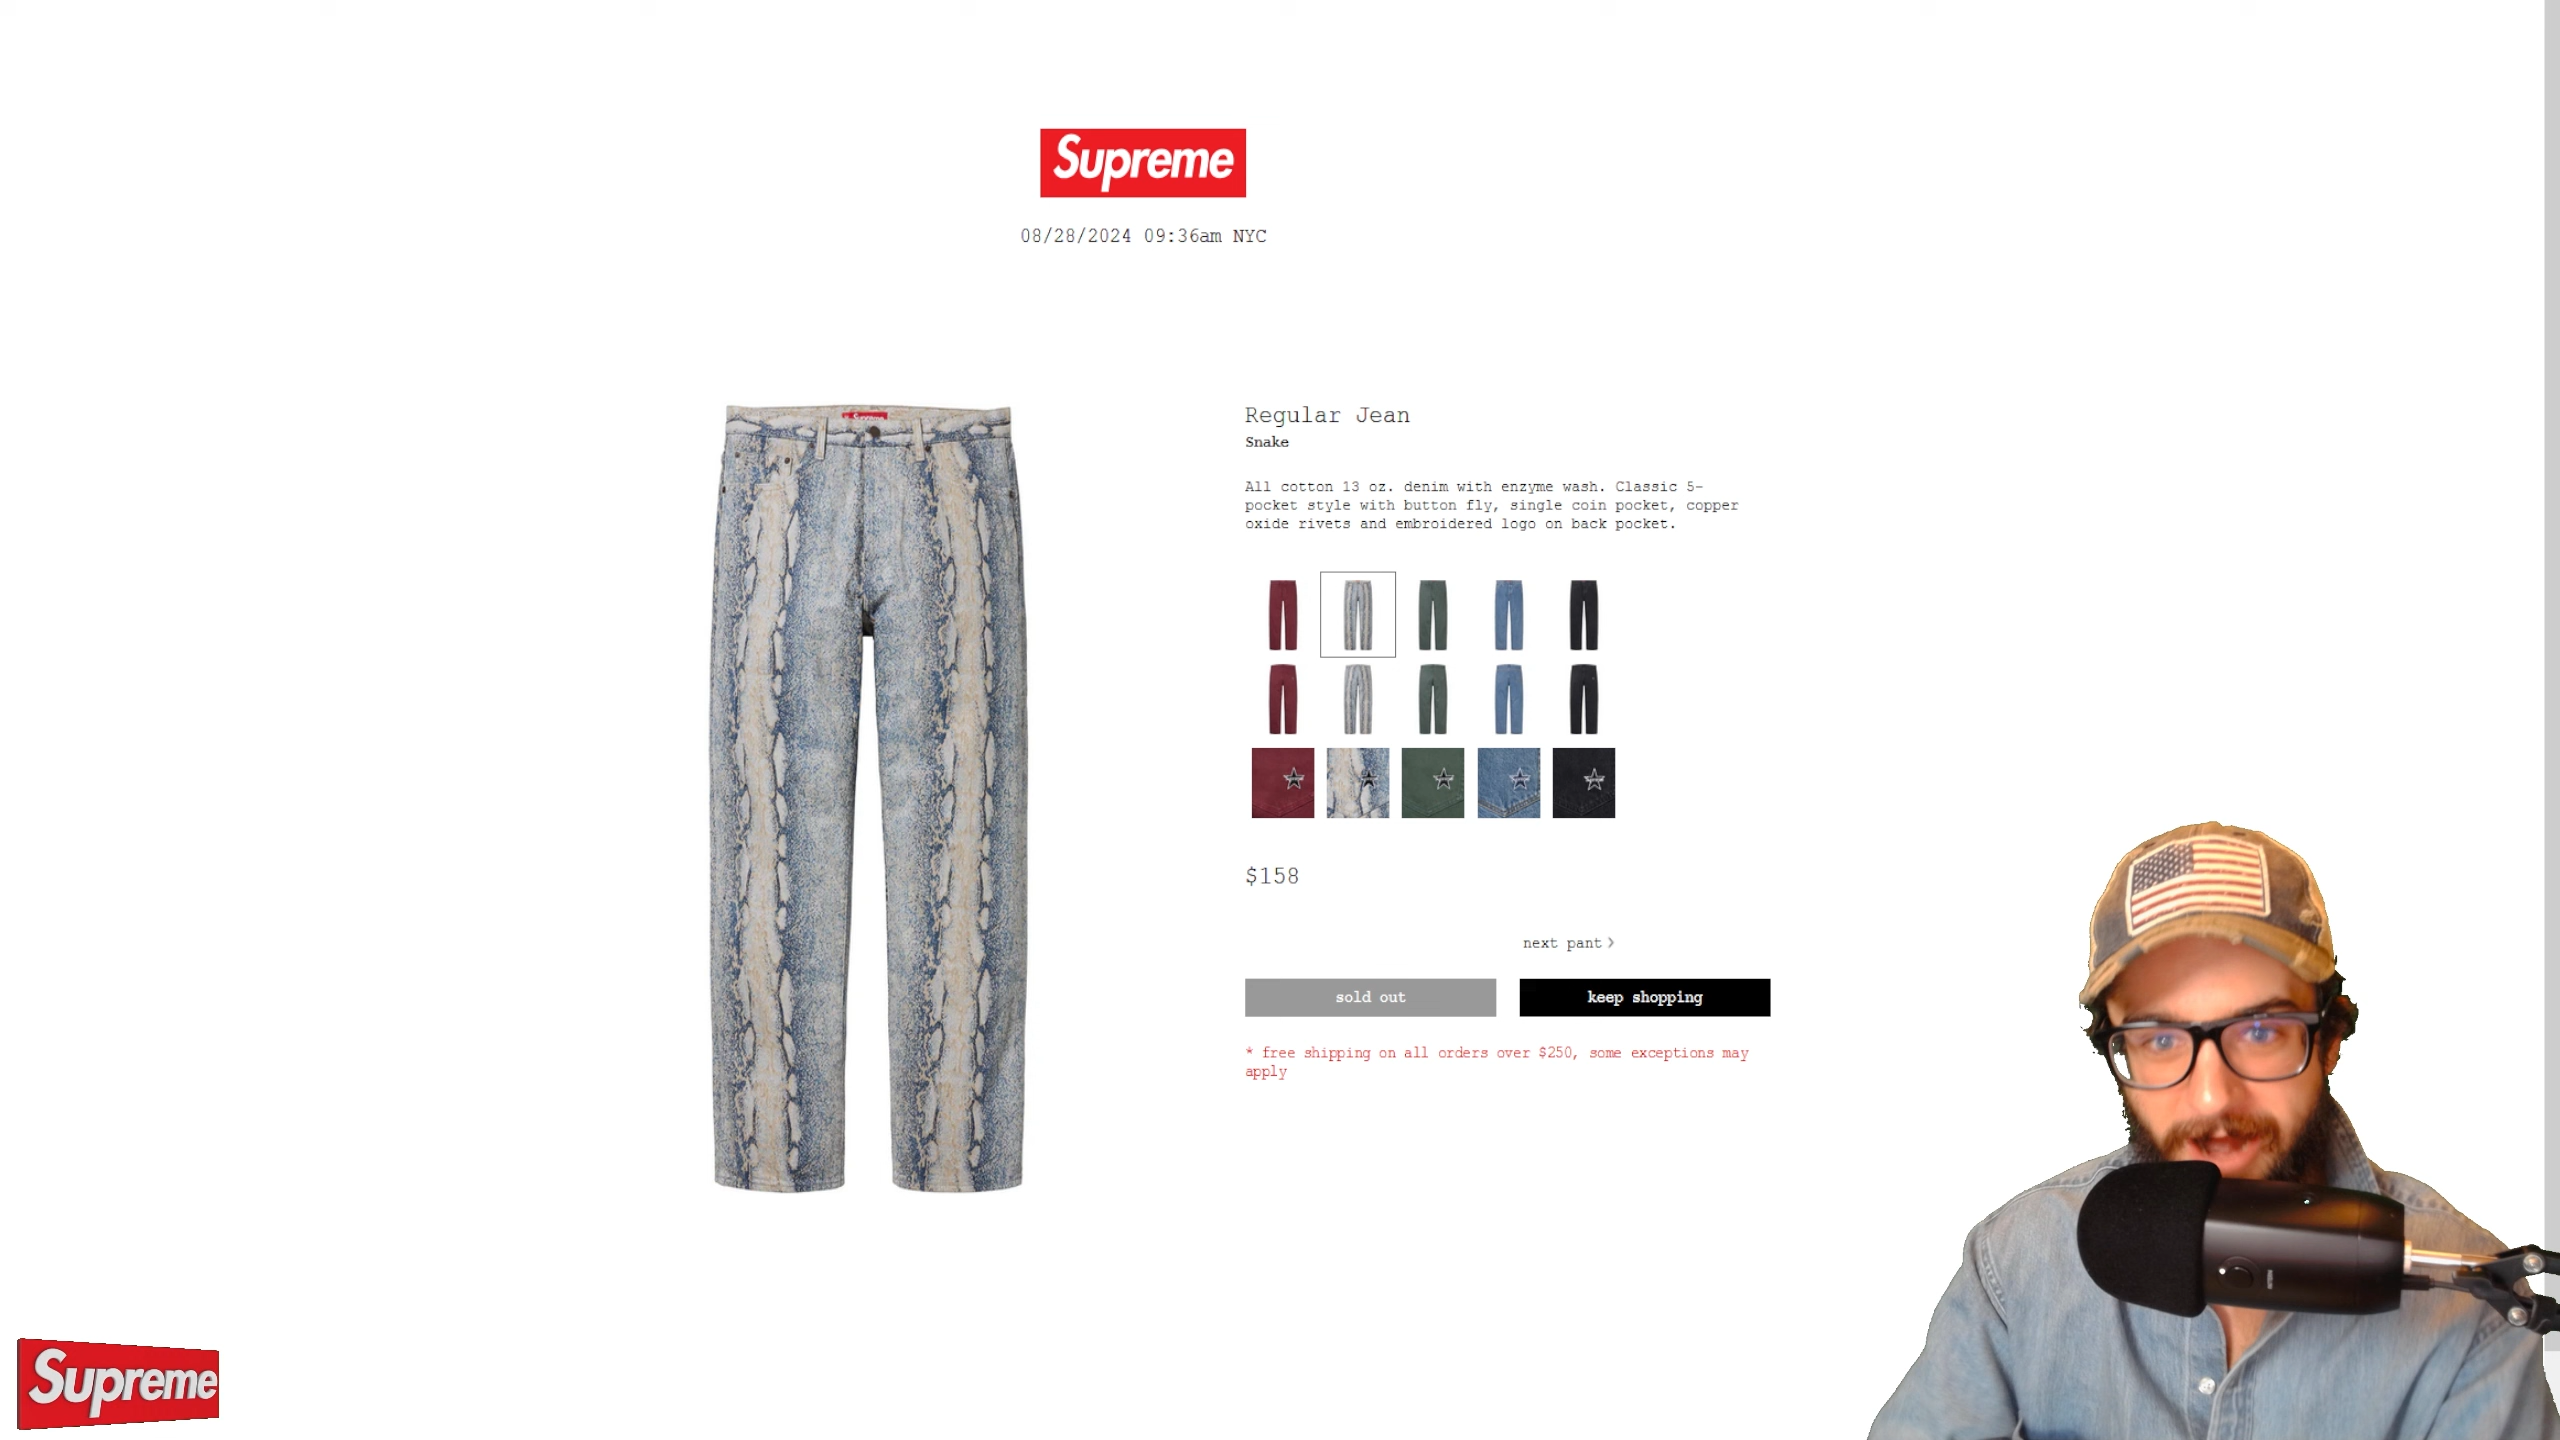 Supreme
08/28/2024 09:36am NYC
Supreme
Regular Jean
Snake
All cotton 13 oz. denim with enzyme wash. Classic 5-
pocket style with button fly, single coin pocket, copper
oxide rivets and embroidered logo on back pocket.
$158
next pant >
sold out
keep shopping
* free shipping on all orders over $250, some exceptions may
apply
Supreme